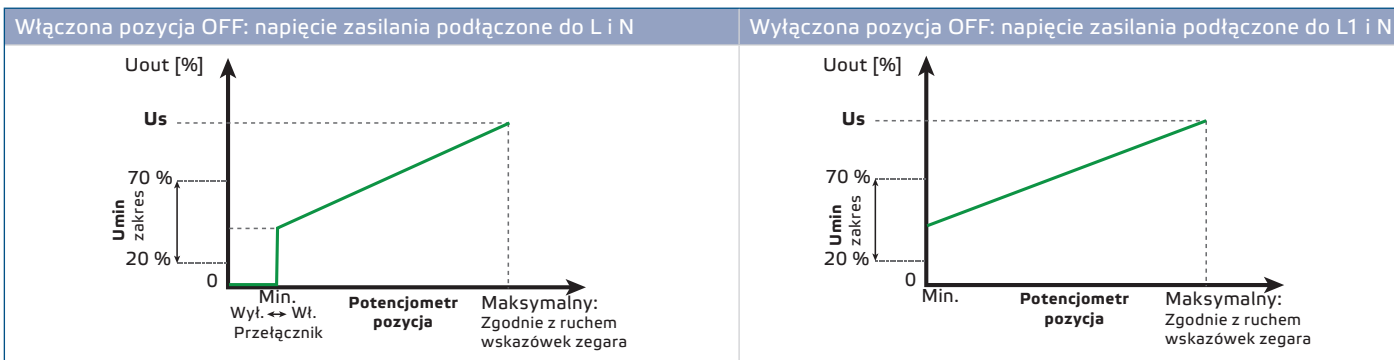 Włączona pozycja OFF: napięcie zasilania podłączone do L i N
Uout [%]
Us
70 %
Umin
zakres
20 %
0
Min.
Wył. ↔ Wł.
Przełącznik
Potencjometr
pozycja
Maksymalny:
Zgodnie z ruchem
wskazówek zegara
Wyłączona pozycja OFF: napięcie zasilania podłączone do L1 i N
Uout [%]
Us
70 %
Umin
zakres
20 %
0
Min.
Potencjometr
pozycja
Maksymalny:
Zgodnie z ruchem
wskazówek zegara